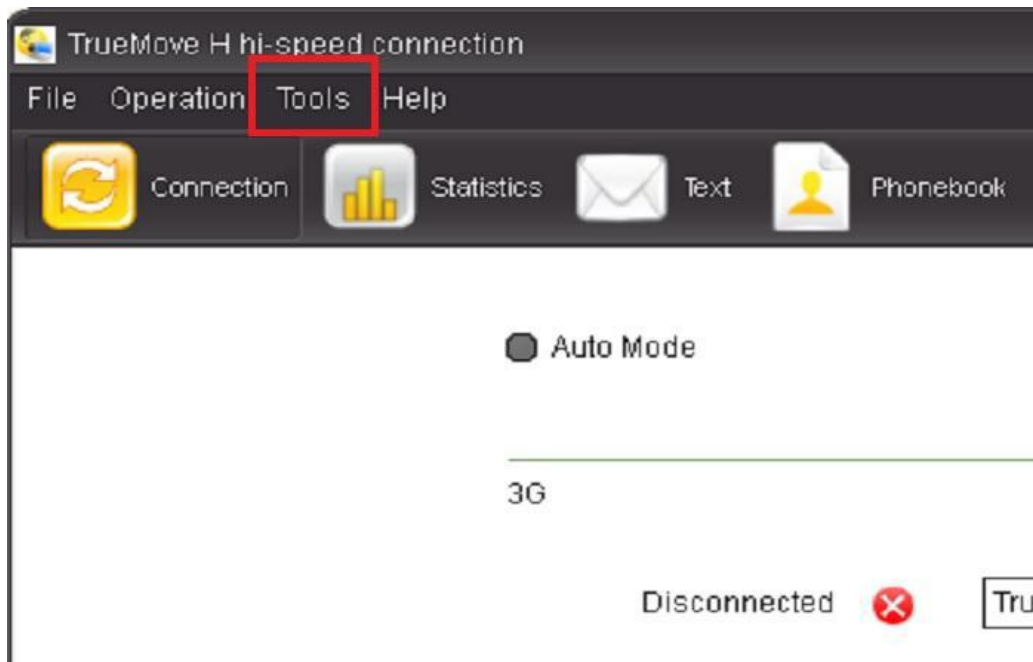 TrueMove H hi-speed connection
File Operation Tools Help
Connection Statistics Text Phonebook
Auto Mode
3G
Disconnected Tru